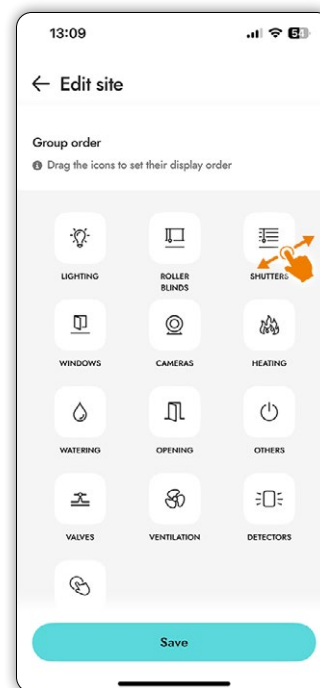 13:09
54
Edit site
Group order
Drag the icons to set their display order
LIGHTING
ROLLER
BLINDS
SHUTTERS
WINDOWS
CAMERAS
HEATING
WATERING
OPENING
OTHERS
VALVES
VENTILATION
DETECTORS
Save